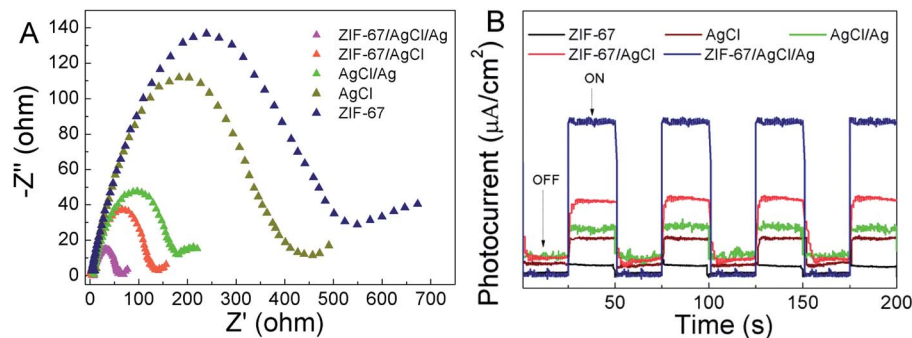 A
ZIF-67/AgCl/Ag
ZIF-67/AgCl
AgCl/Ag
AgCl
ZIF-67
140
120
100
80
60
40
20
0
-Z'' (ohm)
0 100 200 300 400 500 600 700
Z' (ohm)
B
ZIF-67 AgCl AgCl/Ag
ZIF-67/AgCl ZIF-67/AgCl/Ag
ON
OFF
Photocurrent (μA/cm²)
50 100 150 200
Time (s)